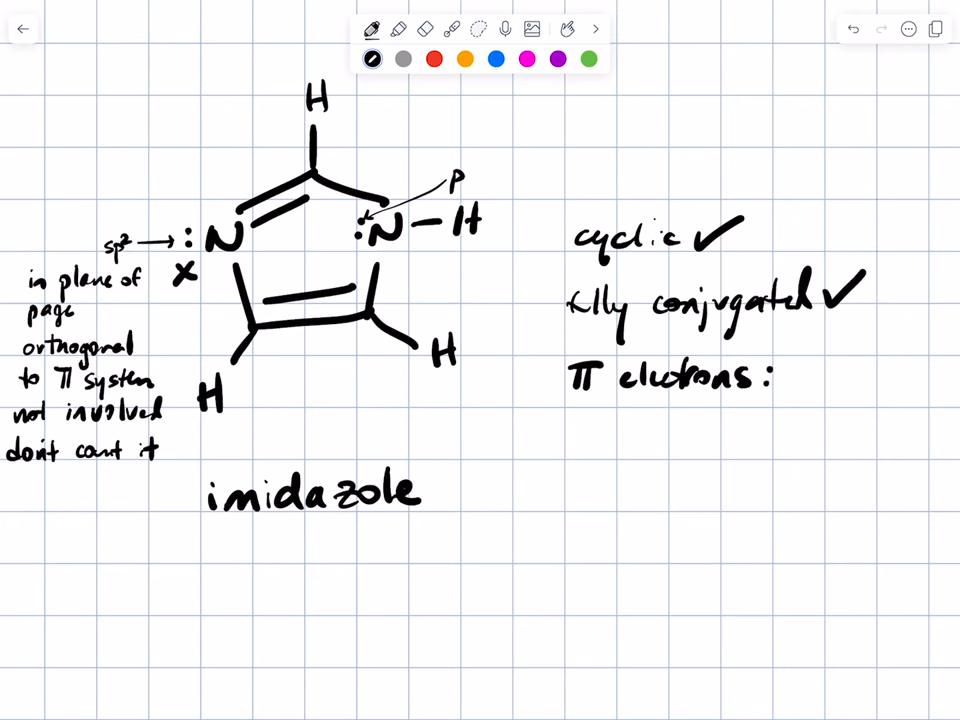 H
P
:N
:N-H
sp²
x
in plane of
page
orthogonal
to π system
not involved
don't count it
H
H
imidazole
cyclic ✓
fully conjugated ✓
π electrons: